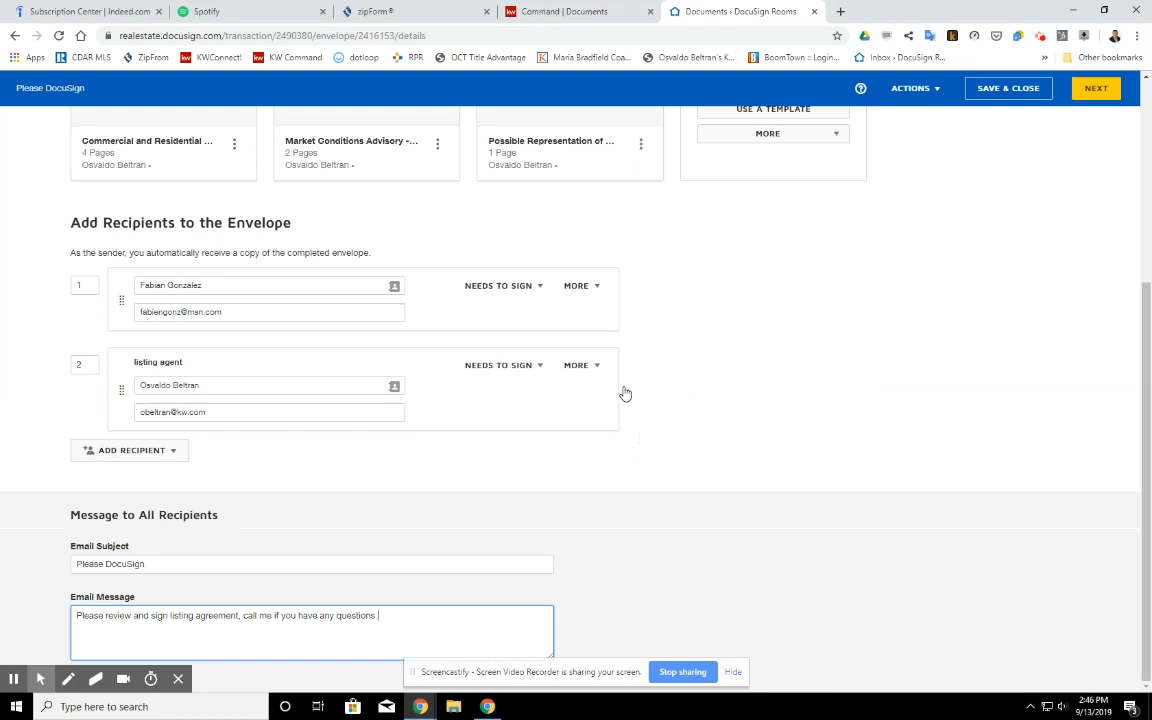 Subscription Center | Indeed.com
Spotify
zipForm®
Command | Documents
Documents › DocuSign Rooms
realestate.docusign.com/transaction/2490380/envelope/2416153/details
Apps
CDAR MLS
ZipForm
KWConnect!
KW Command
dotloop
RPR
OCT Title Advantage
Maria Bradfield Coa...
Osvaldo Beltran's K...
BoomTown :: Login...
Inbox › DocuSign R...
»
Other bookmarks
Please DocuSign
ACTIONS
SAVE & CLOSE
NEXT
USE A TEMPLATE
MORE
Commercial and Residential ...
4 Pages
Osvaldo Beltran •
Market Conditions Advisory -...
2 Pages
Osvaldo Beltran •
Possible Representation of ...
1 Page
Osvaldo Beltran •
Add Recipients to the Envelope
As the sender, you automatically receive a copy of the completed envelope.
1
Fabian Gonzalez
NEEDS TO SIGN
MORE
fabiengonz@msn.com
2
listing agent
NEEDS TO SIGN
MORE
Osvaldo Beltran
obeltran@kw.com
ADD RECIPIENT
Message to All Recipients
Email Subject
Please DocuSign
Email Message
Please review and sign listing agreement, call me if you have any questions.
Screencastify - Screen Video Recorder is sharing your screen.
Stop sharing
Hide
Type here to search
2:46 PM
9/13/2019
3